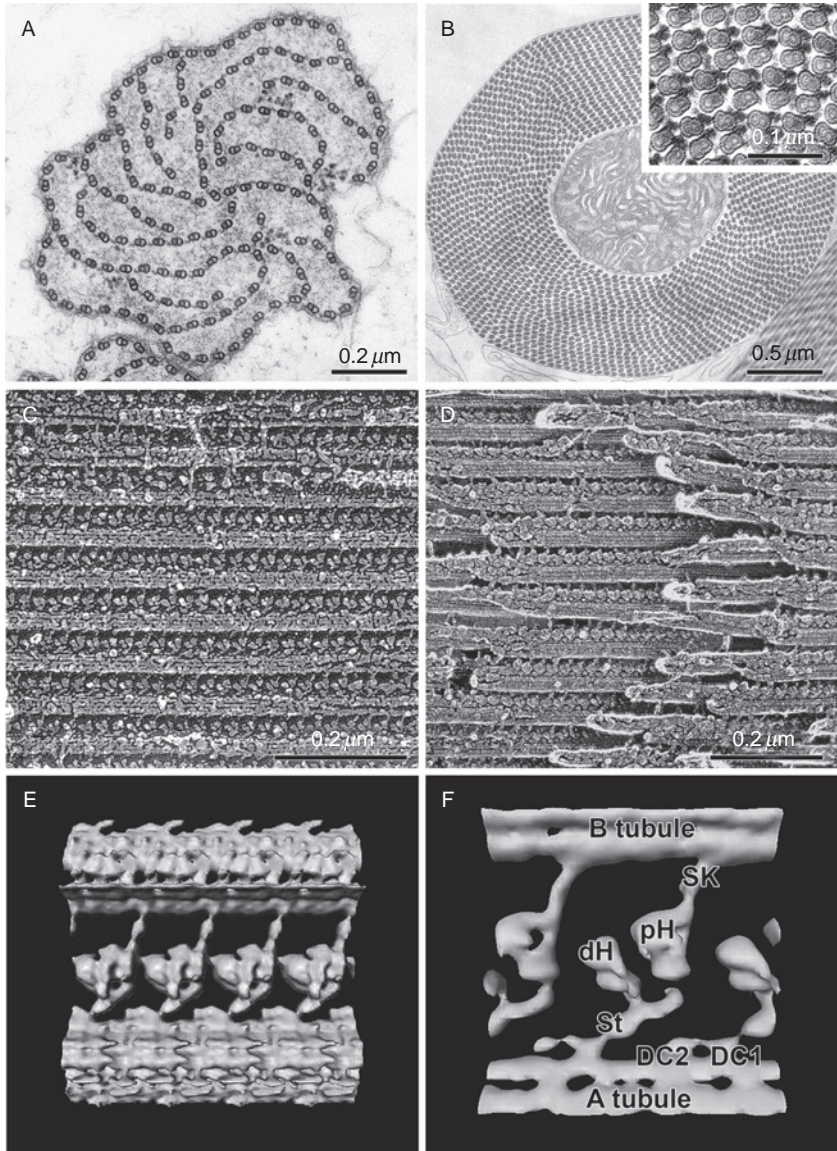 A
0.2 μm
B
0.1 μm
0.5 μm
C
0.2 μm
D
0.2 μm
E
F
B tubule
SK
pH
dH
St
DC2 DC1
A tubule